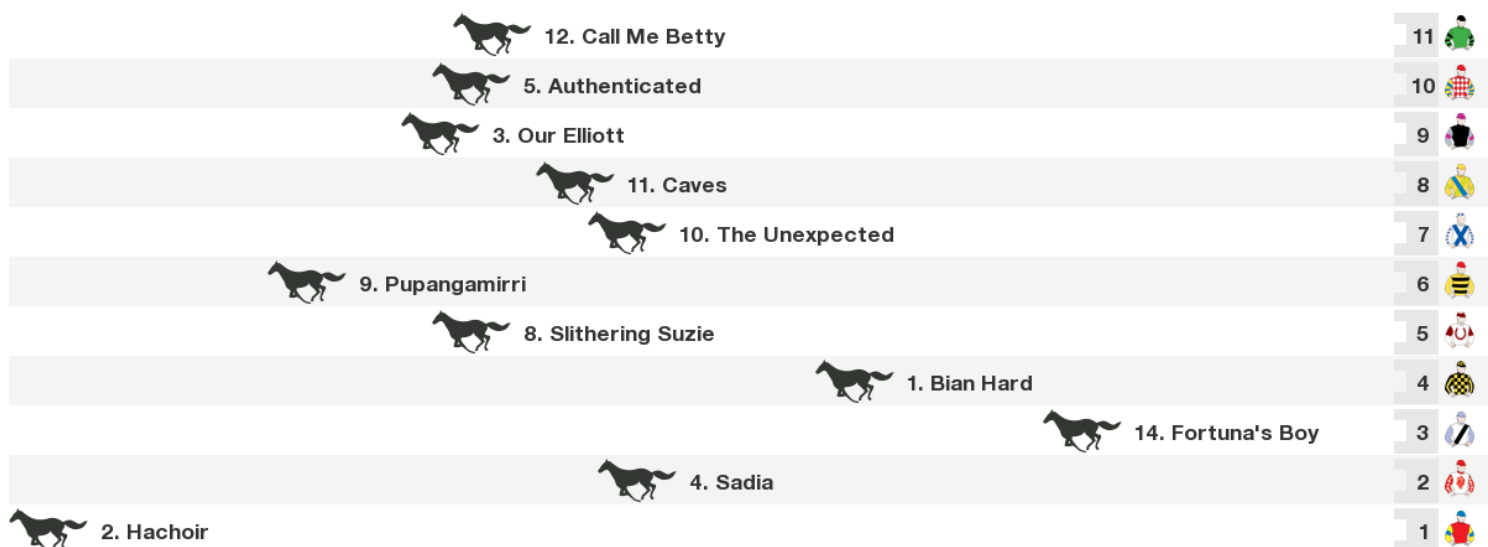 12. Call Me Betty 11
5. Authenticated 10
3. Our Elliott 9
11. Caves 8
10. The Unexpected 7
9. Pupangamirri 6
8. Slithering Suzie 5
1. Bian Hard 4
14. Fortuna's Boy 3
4. Sadia 2
2. Hachoir 1